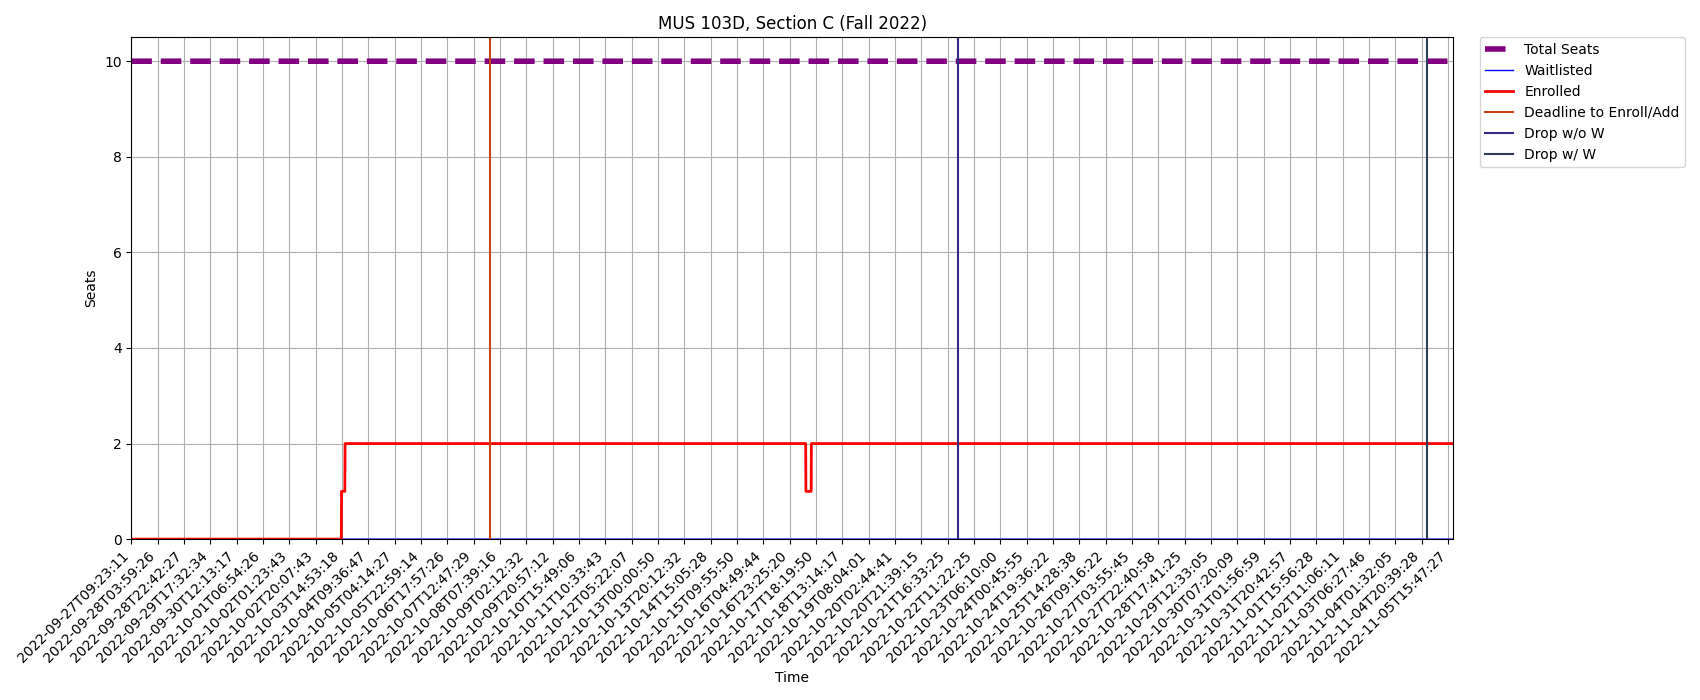 MUS 103D, Section C (Fall 2022)
Total Seats
Waitlisted
Enrolled
Deadline to Enroll/Add
Drop w/o W
Drop w/ W
Seats
10
8
6
4
2
0
2022-09-27T09:23:11
2022-09-28T03:59:26
2022-09-28T22:42:27
2022-09-29T17:32:34
2022-09-30T12:13:17
2022-10-01T06:54:26
2022-10-02T01:23:43
2022-10-02T20:07:43
2022-10-03T14:53:18
2022-10-04T09:36:47
2022-10-05T04:14:27
2022-10-05T22:59:14
2022-10-06T17:57:26
2022-10-07T12:47:29
2022-10-08T07:39:16
2022-10-09T02:12:32
2022-10-09T20:57:12
2022-10-10T15:49:06
2022-10-11T10:33:43
2022-10-12T05:22:07
2022-10-13T00:00:50
2022-10-13T20:12:32
2022-10-14T15:05:28
2022-10-15T09:55:50
2022-10-16T04:49:44
2022-10-16T23:25:20
2022-10-17T18:19:50
2022-10-18T13:14:17
2022-10-19T08:04:01
2022-10-20T02:44:41
2022-10-20T21:39:15
2022-10-21T16:33:25
2022-10-22T11:22:25
2022-10-23T06:10:00
2022-10-24T00:45:55
2022-10-24T19:36:22
2022-10-25T14:28:38
2022-10-26T09:16:22
2022-10-27T03:55:45
2022-10-27T22:40:58
2022-10-28T17:41:25
2022-10-29T12:33:05
2022-10-30T07:20:09
2022-10-31T01:56:59
2022-10-31T20:42:57
2022-11-01T15:56:28
2022-11-02T11:06:11
2022-11-03T06:27:46
2022-11-04T01:32:05
2022-11-04T20:39:28
2022-11-05T15:47:27
Time